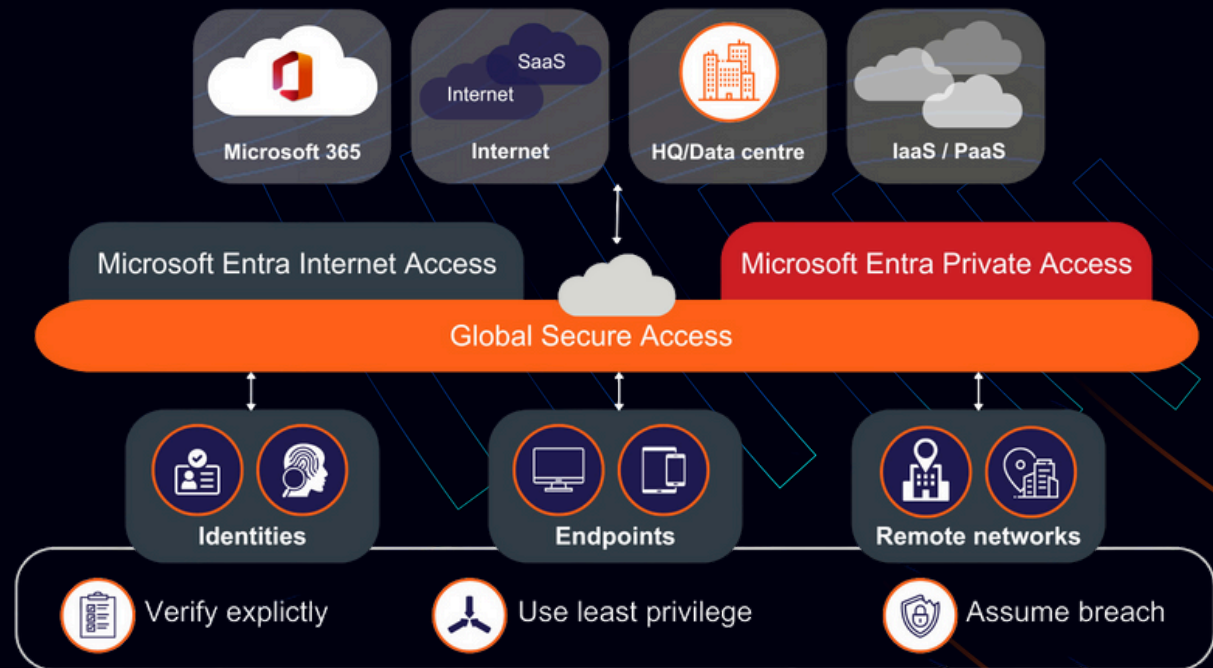 SaaS
Internet
Microsoft 365
Internet
HQ/Data centre
IaaS / PaaS
Microsoft Entra Internet Access
Microsoft Entra Private Access
Global Secure Access
Identities
Endpoints
Remote networks
Verify explictly
Use least privilege
Assume breach